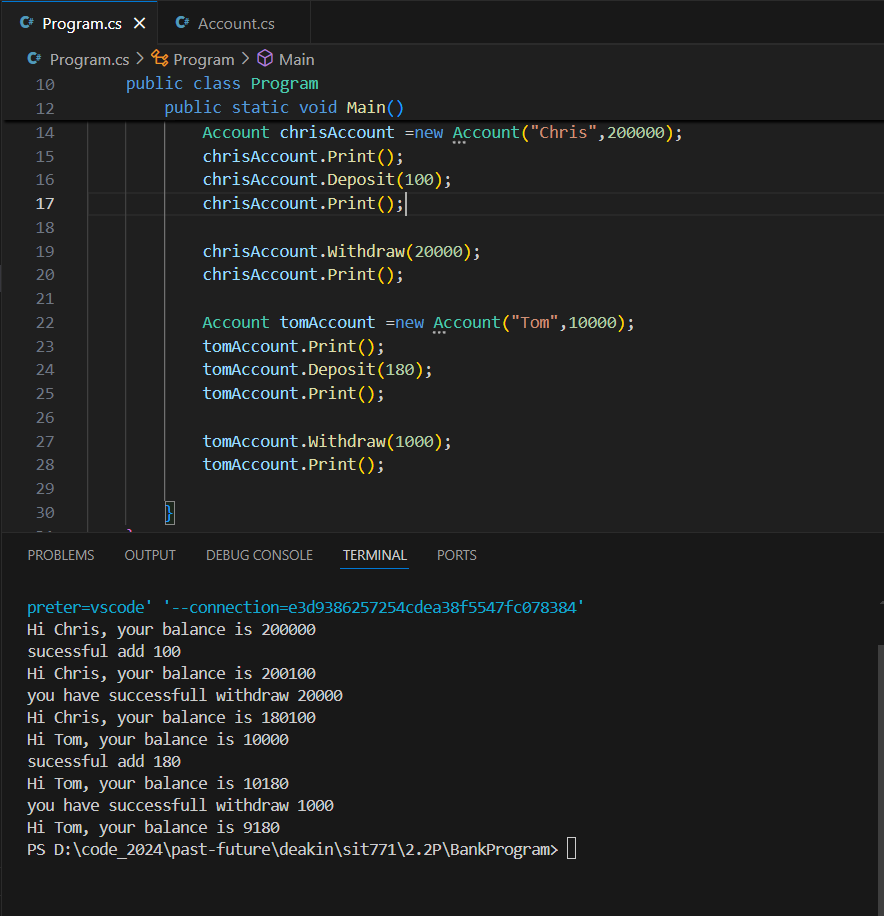 C# Program.cs × C# Account.cs
C# Program.cs > Program > Main
10 public class Program
12 public static void Main()
14 Account chrisAccount =new Account("Chris",200000);
15 chrisAccount.Print();
16 chrisAccount.Deposit(100);
17 chrisAccount.Print();
18
19 chrisAccount.Withdraw(20000);
20 chrisAccount.Print();
21
22 Account tomAccount =new Account("Tom",10000);
23 tomAccount.Print();
24 tomAccount.Deposit(180);
25 tomAccount.Print();
26
27 tomAccount.Withdraw(1000);
28 tomAccount.Print();
29
30 }
PROBLEMS OUTPUT DEBUG CONSOLE TERMINAL PORTS
preter=vscode' '--connection=e3d9386257254cdea38f5547fc078384'
Hi Chris, your balance is 200000
sucessful add 100
Hi Chris, your balance is 200100
you have successfull withdraw 20000
Hi Chris, your balance is 180100
Hi Tom, your balance is 10000
sucessful add 180
Hi Tom, your balance is 10180
you have successfull withdraw 1000
Hi Tom, your balance is 9180
PS D:\code_2024\past-future\deakin\sit771\2.2P\BankProgram>